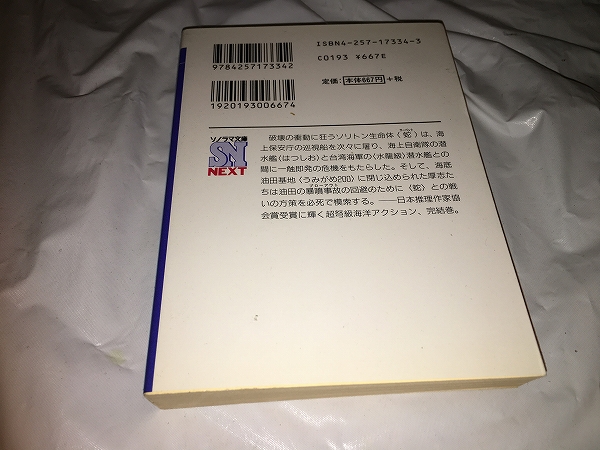 9784257173342
ISBN4-257-17334-3
C0193 ¥667E
定価:本体667円+税
1920193006674
ソノラマ文庫
SN
NEXT
破壊の衝動に狂うソリトン生命体〈蛇〉は、海
上保安庁の巡視船を次々に屠り、海上自衛隊の潜
水艦〈はつしお〉と台湾海軍の〈水龍級〉潜水艦との
間に一触即発の危機をもたらした。そして、海底
油田基地〈うみがめ200〉に閉じ込められた厚志た
ブローアウト
ちは油田の暴噴事故の回避のために〈蛇〉との戦
いの方策を必死で模索する。――日本推理作家協
会賞受賞に輝く超弩級海洋アクション、完結巻。